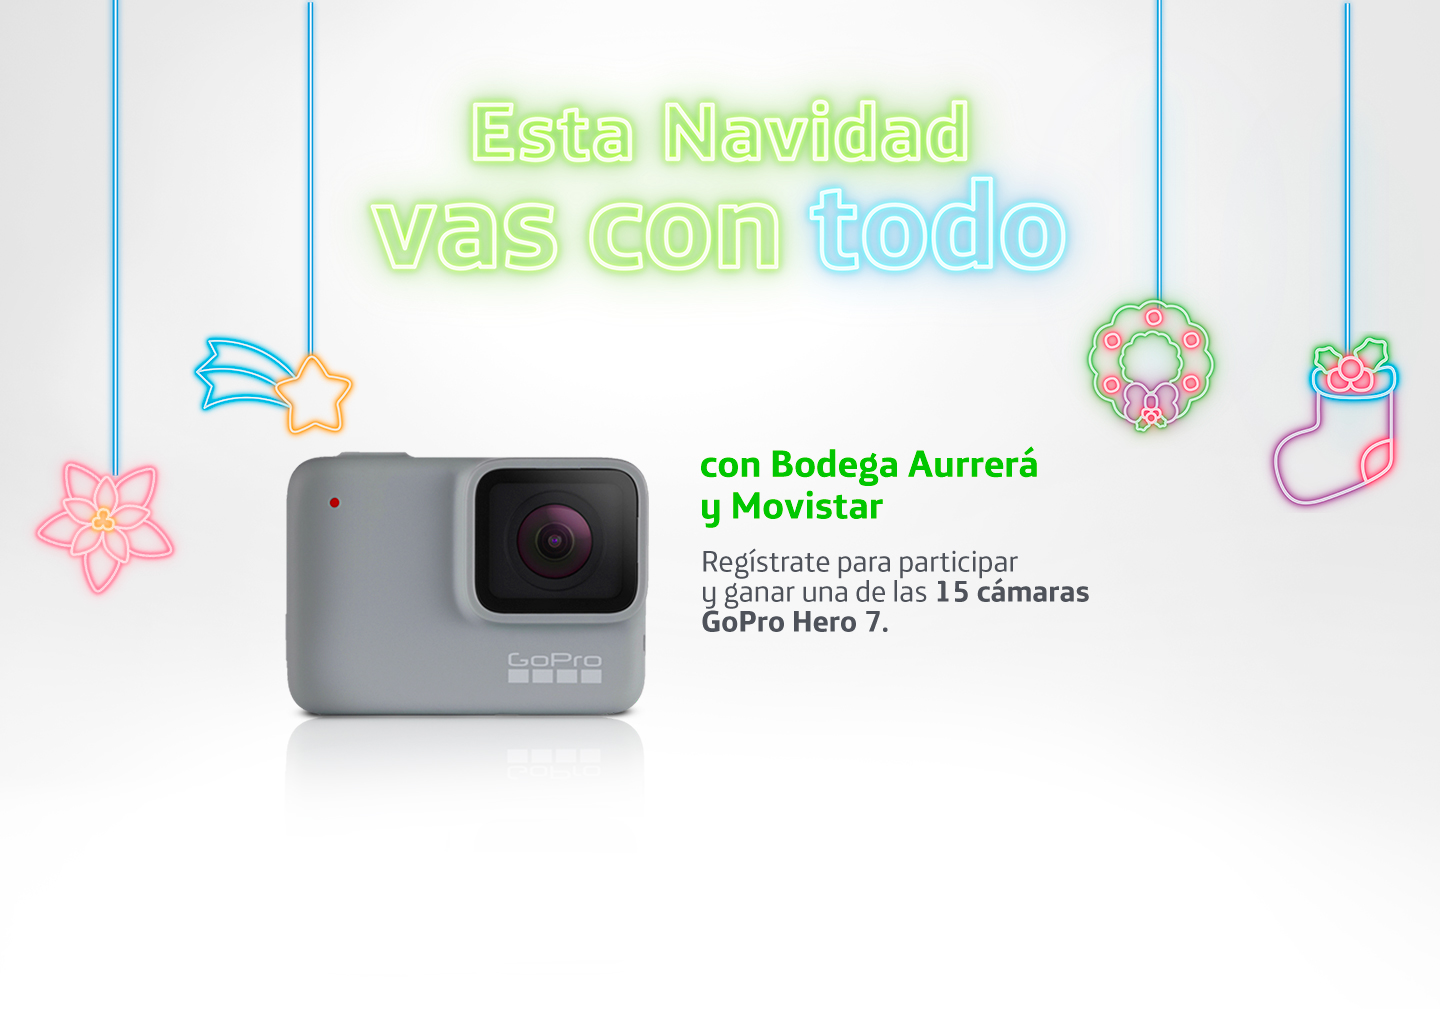 Esta Navidad
vas con todo
con Bodega Aurrerá
y Movistar
Regístrate para participar
y ganar una de las 15 cámaras
GoPro Hero 7.
GoPro